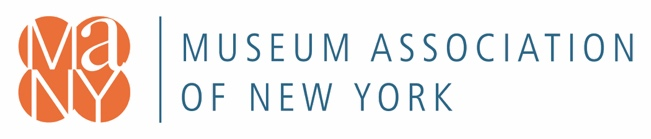 Ma
NY
MUSEUM ASSOCIATION
OF NEW YORK